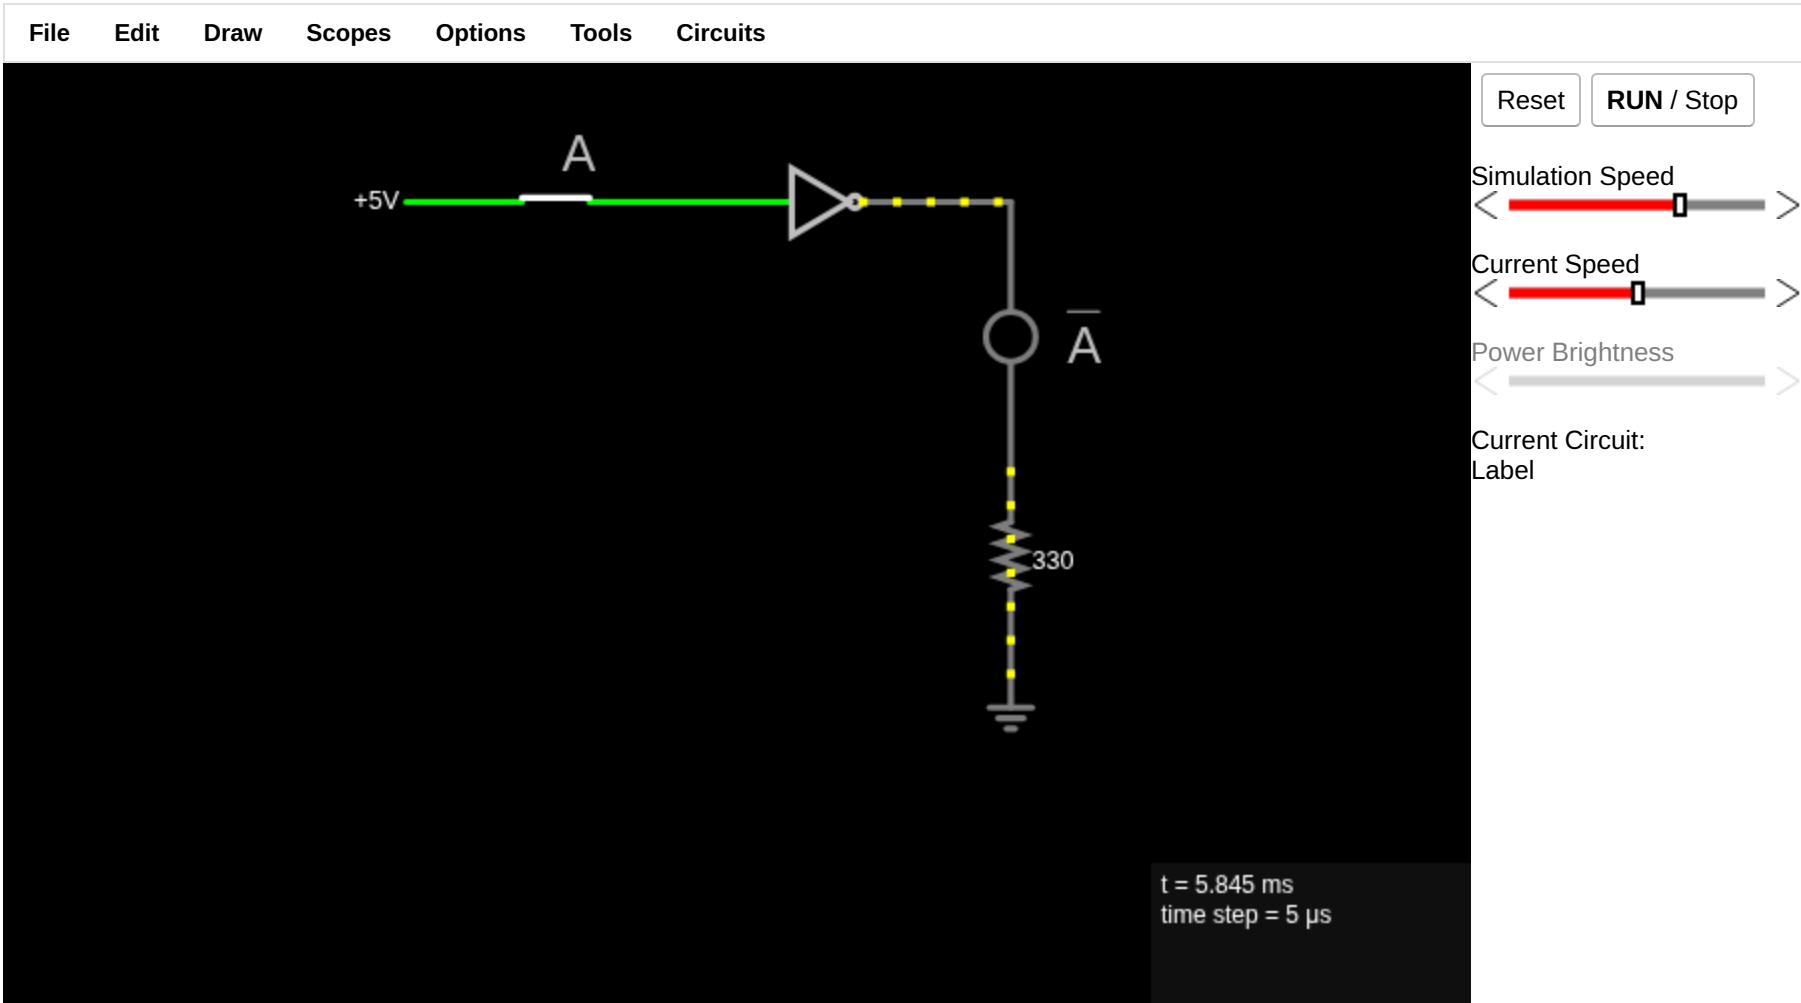 File Edit Draw Scopes Options Tools Circuits
Reset RUN / Stop
Simulation Speed
Current Speed
Power Brightness
Current Circuit:
Label
A
+5V
A̅
330
t = 5.845 ms
time step = 5 μs